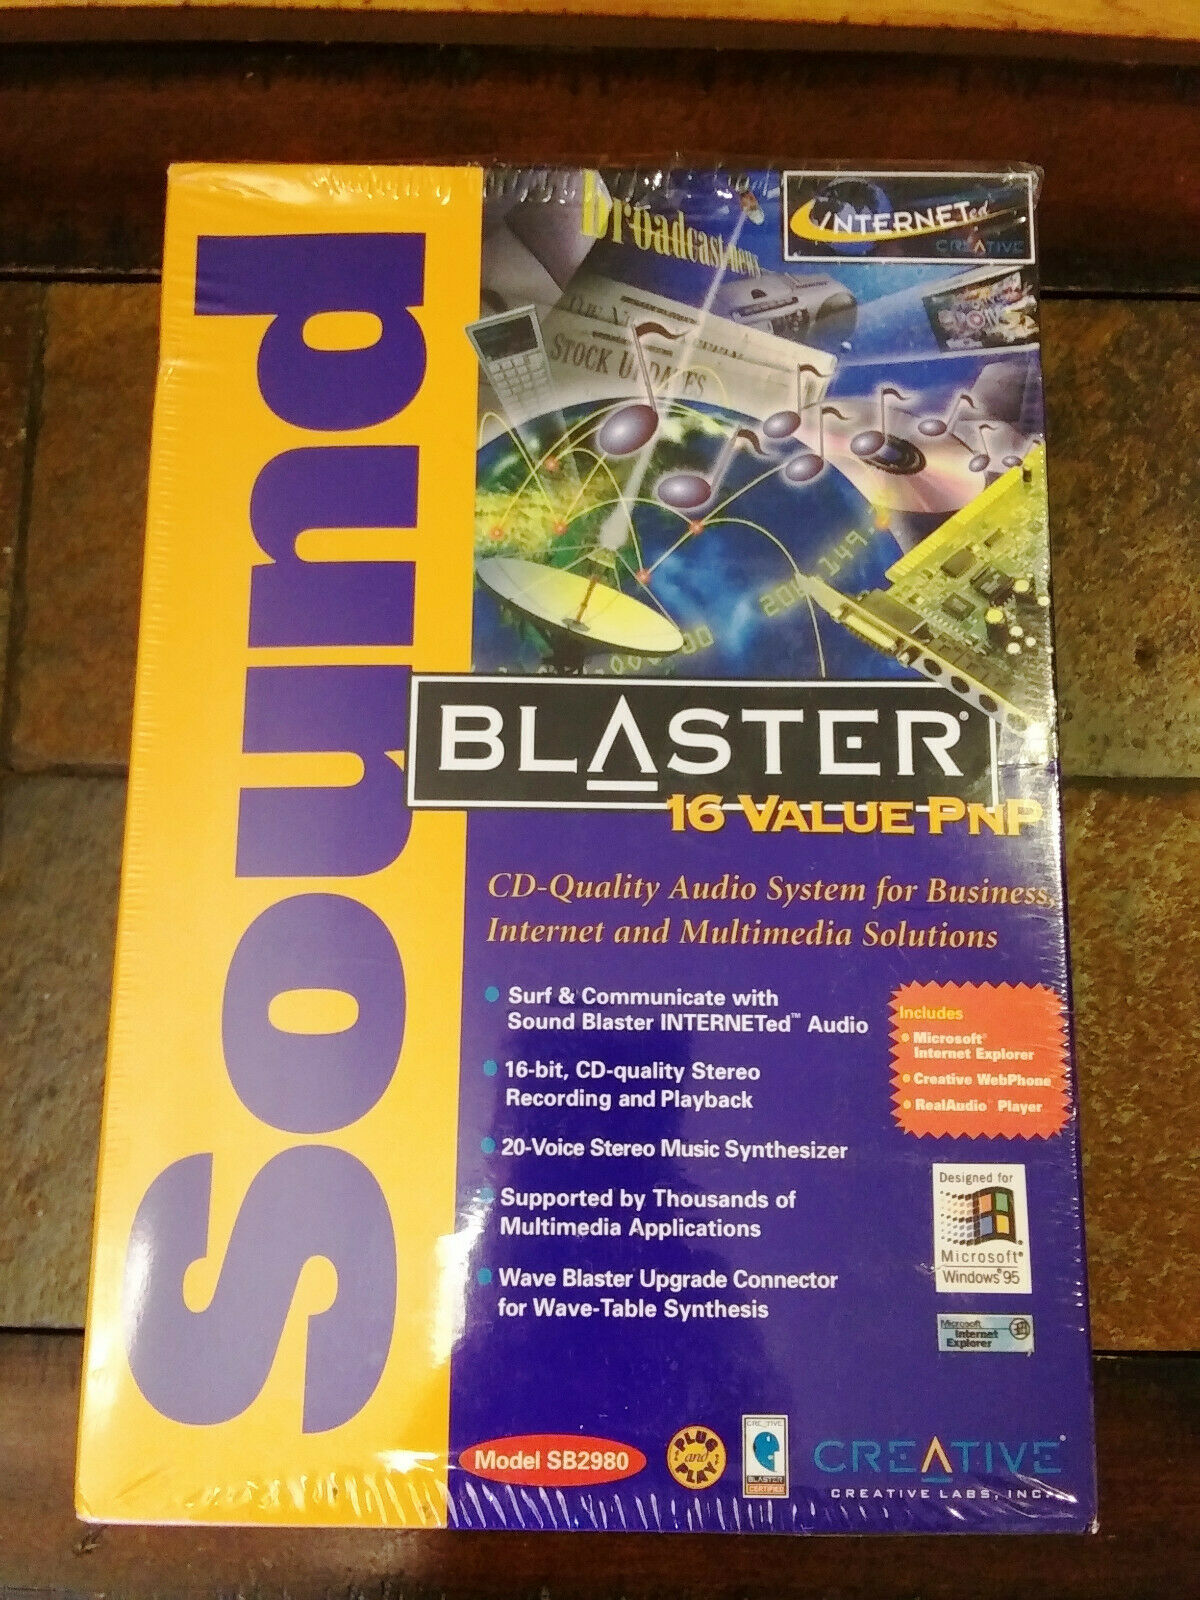 Sound
broadcast news
INTERNETed
CREATIVE
STOCK UPDATES
BLASTER®
16 VALUE PNP
CD-Quality Audio System for Business,
Internet and Multimedia Solutions
Surf & Communicate with
Sound Blaster INTERNETed™ Audio
16-bit, CD-quality Stereo
Recording and Playback
20-Voice Stereo Music Synthesizer
Supported by Thousands of
Multimedia Applications
Wave Blaster Upgrade Connector
for Wave-Table Synthesis
Includes
Microsoft®
Internet Explorer
Creative WebPhone
RealAudio™ Player
Designed for
Microsoft®
Windows®95
Microsoft
Internet
Explorer
Model SB2980
PLUG
and
PLAY
CREATIVE
BLASTER
CERTIFIED
CREATIVE®
CREATIVE LABS, INC.